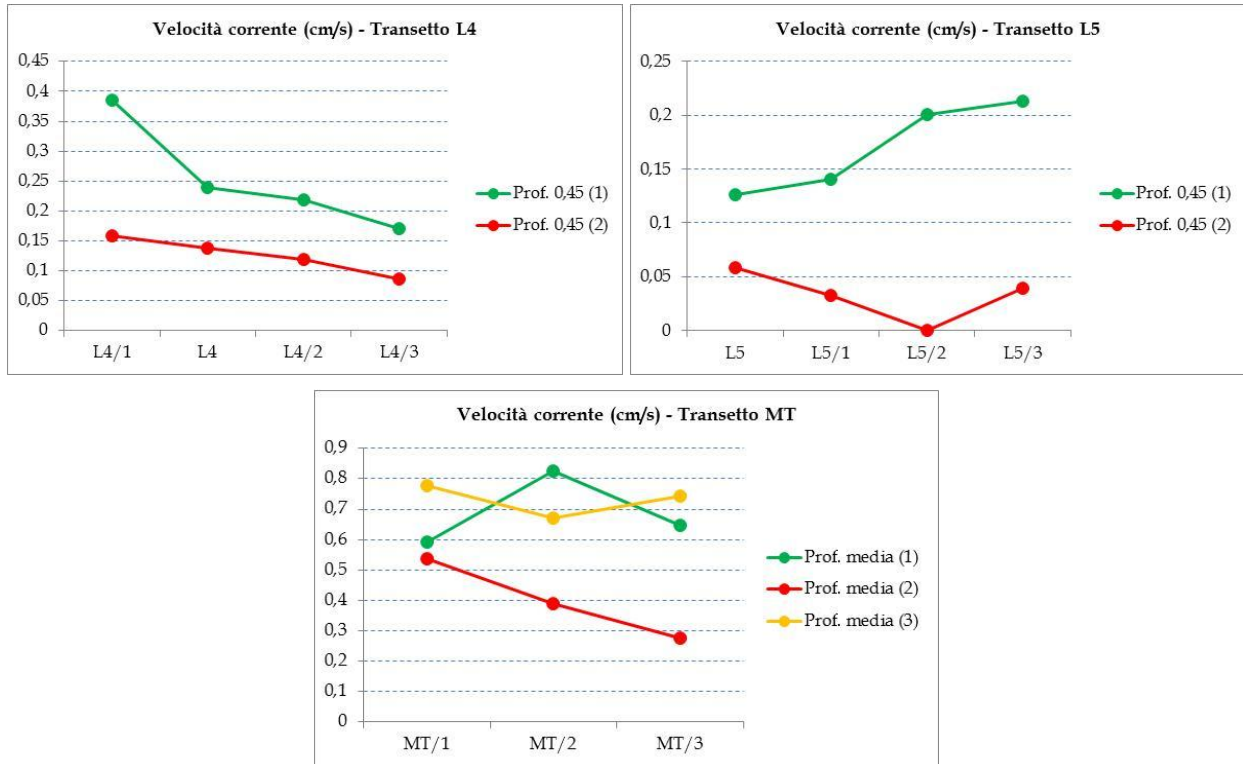 Velocità corrente (cm/s) - Transetto L4
0,45
0,4
0,35
0,3
0,25
0,2
0,15
0,1
0,05
0
L4/1 L4 L4/2 L4/3
Prof. 0,45 (1)
Prof. 0,45 (2)
Velocità corrente (cm/s) - Transetto L5
0,25
0,2
0,15
0,1
0,05
0
L5 L5/1 L5/2 L5/3
Prof. 0,45 (1)
Prof. 0,45 (2)
Velocità corrente (cm/s) - Transetto MT
0,9
0,8
0,7
0,6
0,5
0,4
0,3
0,2
0,1
0
MT/1 MT/2 MT/3
Prof. media (1)
Prof. media (2)
Prof. media (3)